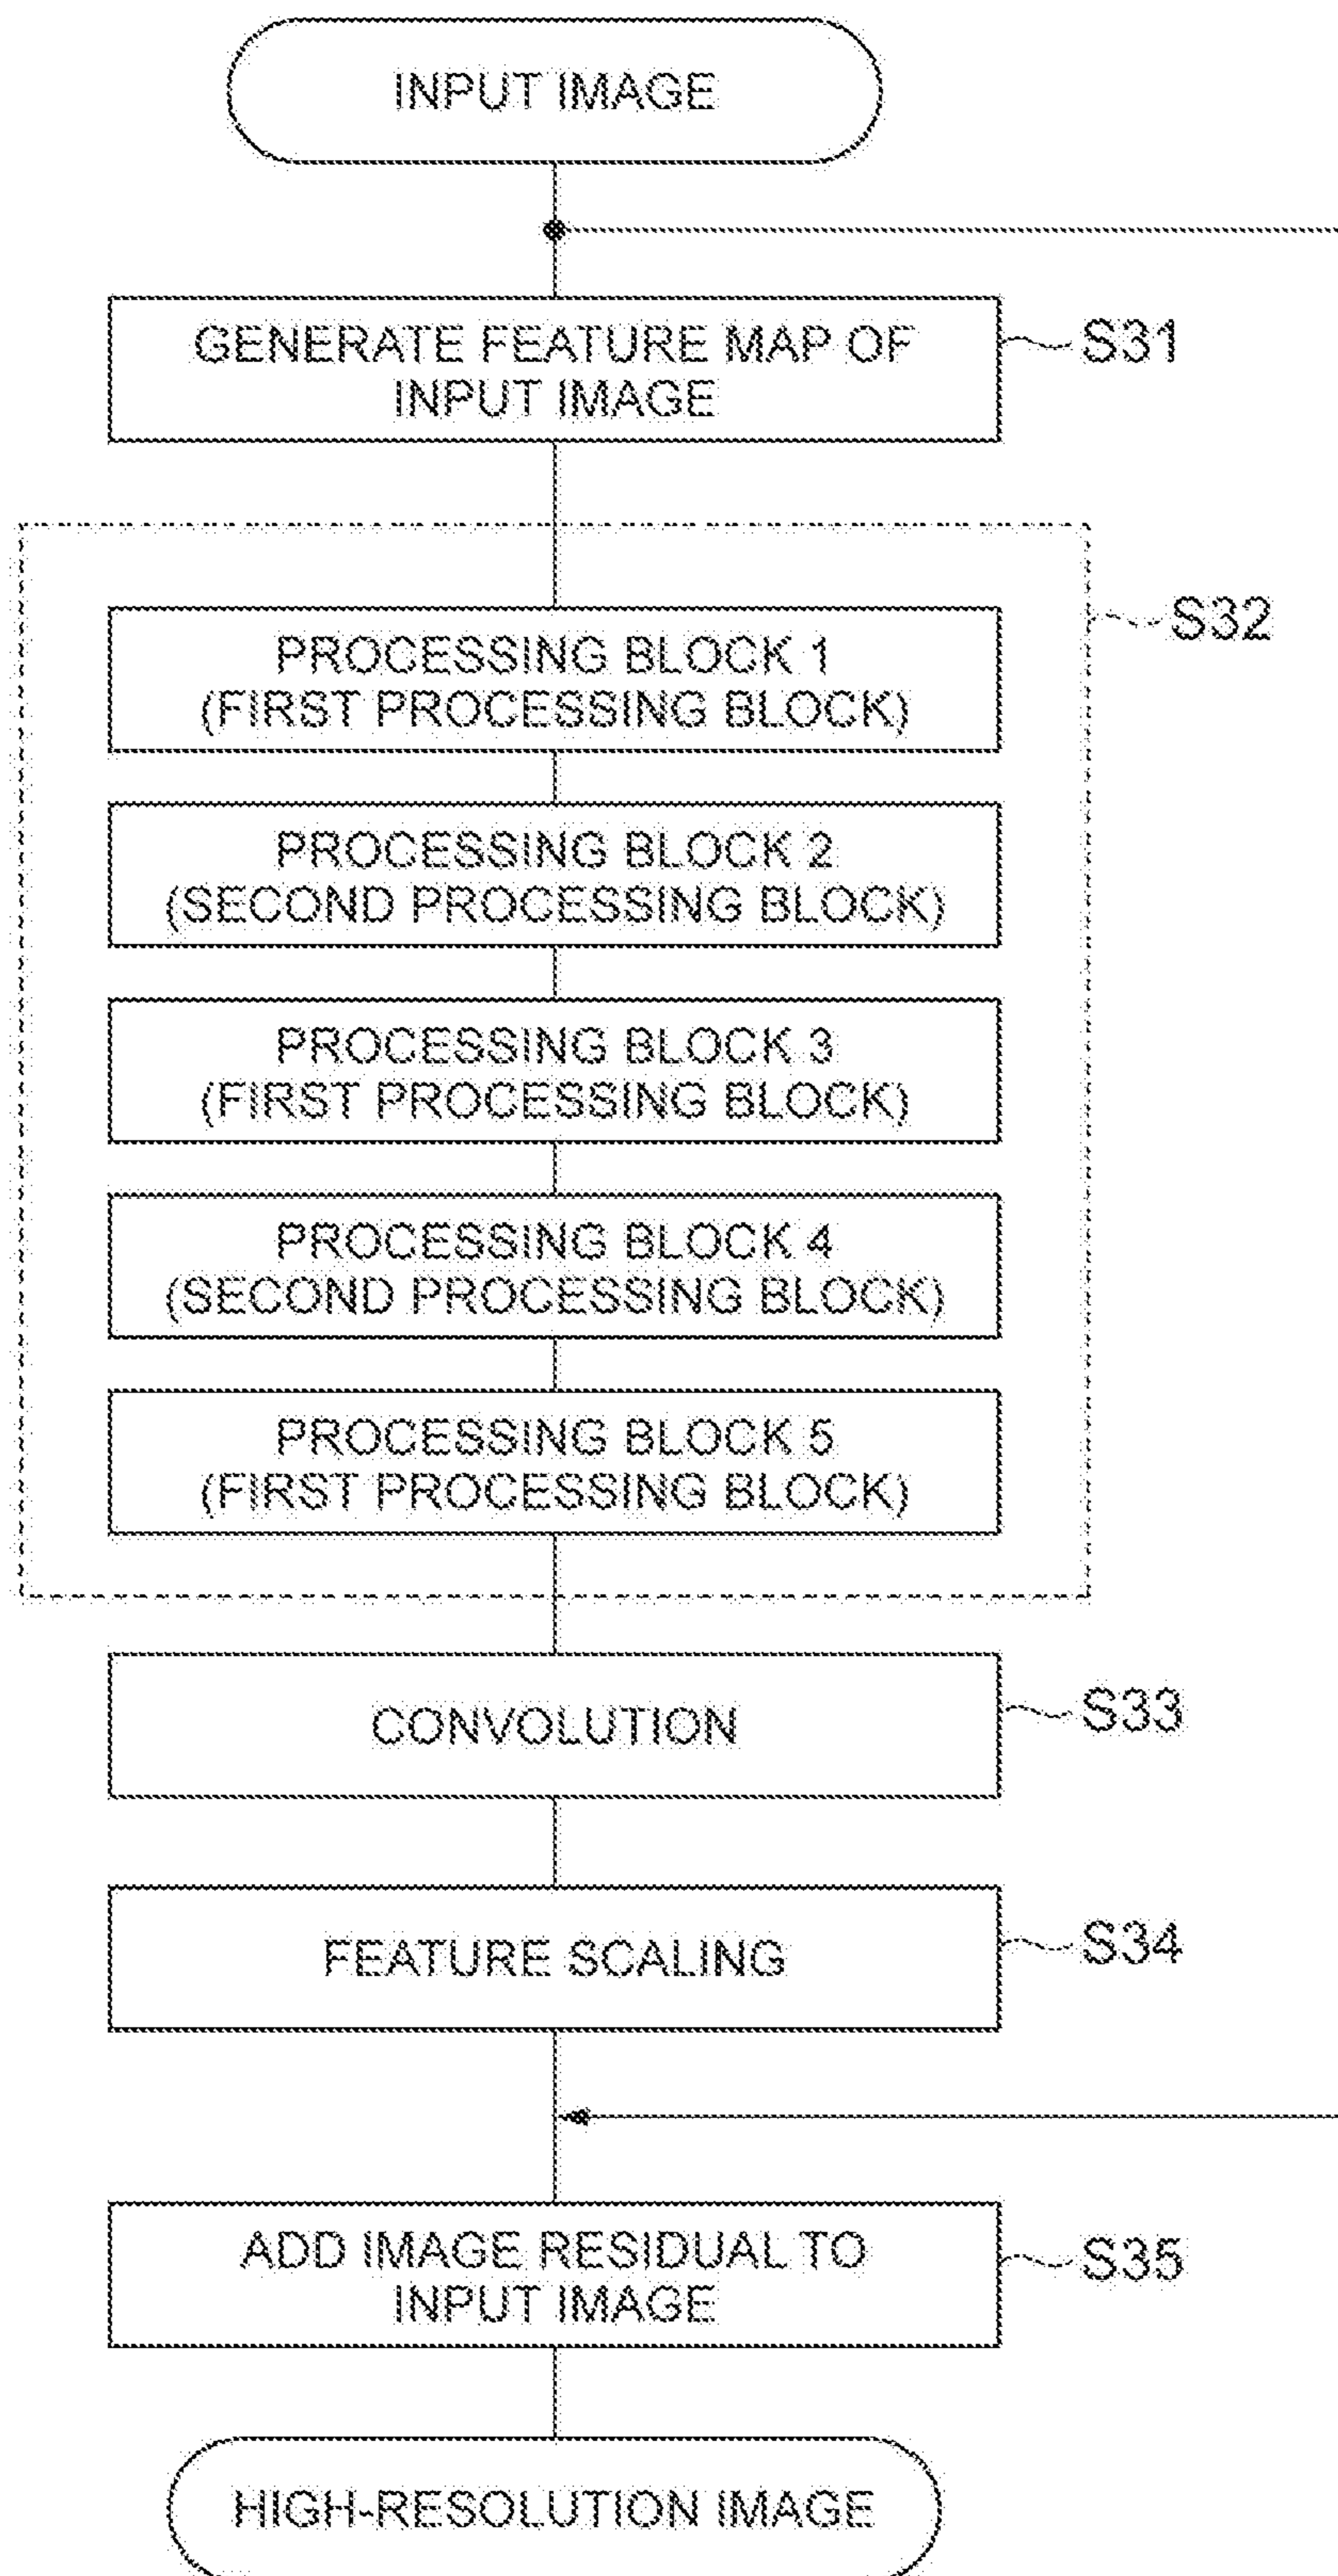 INPUT IMAGE
GENERATE FEATURE MAP OF
INPUT IMAGE
S31
S32
PROCESSING BLOCK 1
(FIRST PROCESSING BLOCK)
PROCESSING BLOCK 2
(SECOND PROCESSING BLOCK)
PROCESSING BLOCK 3
(FIRST PROCESSING BLOCK)
PROCESSING BLOCK 4
(SECOND PROCESSING BLOCK)
PROCESSING BLOCK 5
(FIRST PROCESSING BLOCK)
CONVOLUTION
S33
FEATURE SCALING
S34
ADD IMAGE RESIDUAL TO
INPUT IMAGE
S35
HIGH-RESOLUTION IMAGE